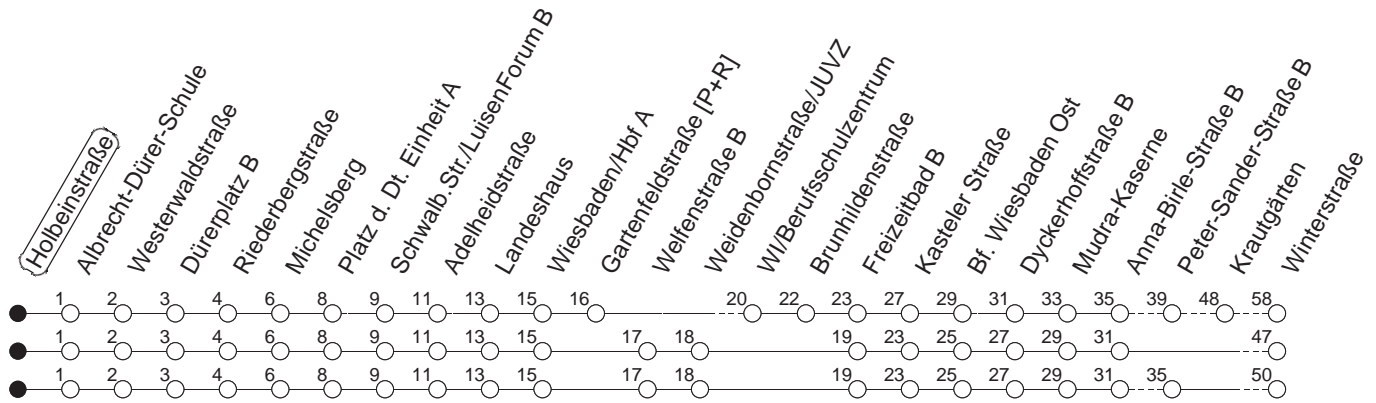 Holbeinstraße
Albrecht-Dürer-Schule
Westerwaldstraße
Dürerplatz B
Riederbergstraße
Michelsberg
Platz d. Dt. Einheit A
Schwalb.Str./LuisenForum B
Adelheidstraße
Landeshaus
Wiesbaden/Hbf A
Gartenfeldstraße [P+R]
Welfenstraße B
Weidenbornstraße/JUVZ
WI/Berufsschulzentrum
Brunhildenstraße
Freizeitbad B
Kasteler Straße
Bf. Wiesbaden Ost
Dyckerhoffstraße B
Mudra-Kaserne
Anna-Birle-Straße B
Peter-Sander-Straße B
Krautgärten
Winterstraße
1 2 3 4 6 8 9 11 13 15 16 20 22 23 27 29 31 33 35 39 48 58
1 2 3 4 6 8 9 11 13 15 17 18 19 23 25 27 29 31 47
1 2 3 4 6 8 9 11 13 15 17 18 19 23 25 27 29 31 35 50